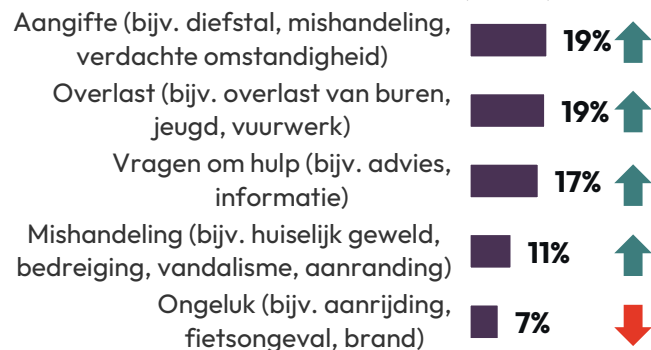 Aangifte (bijv. diefstal, mishandeling,
verdachte omstandigheid)
19%
Overlast (bijv. overlast van buren,
jeugd, vuurwerk)
19%
Vragen om hulp (bijv. advies,
informatie)
17%
Mishandeling (bijv. huiselijk geweld,
bedreiging, vandalisme, aanranding)
11%
Ongeluk (bijv. aanrijding,
fietsongeval, brand)
7%